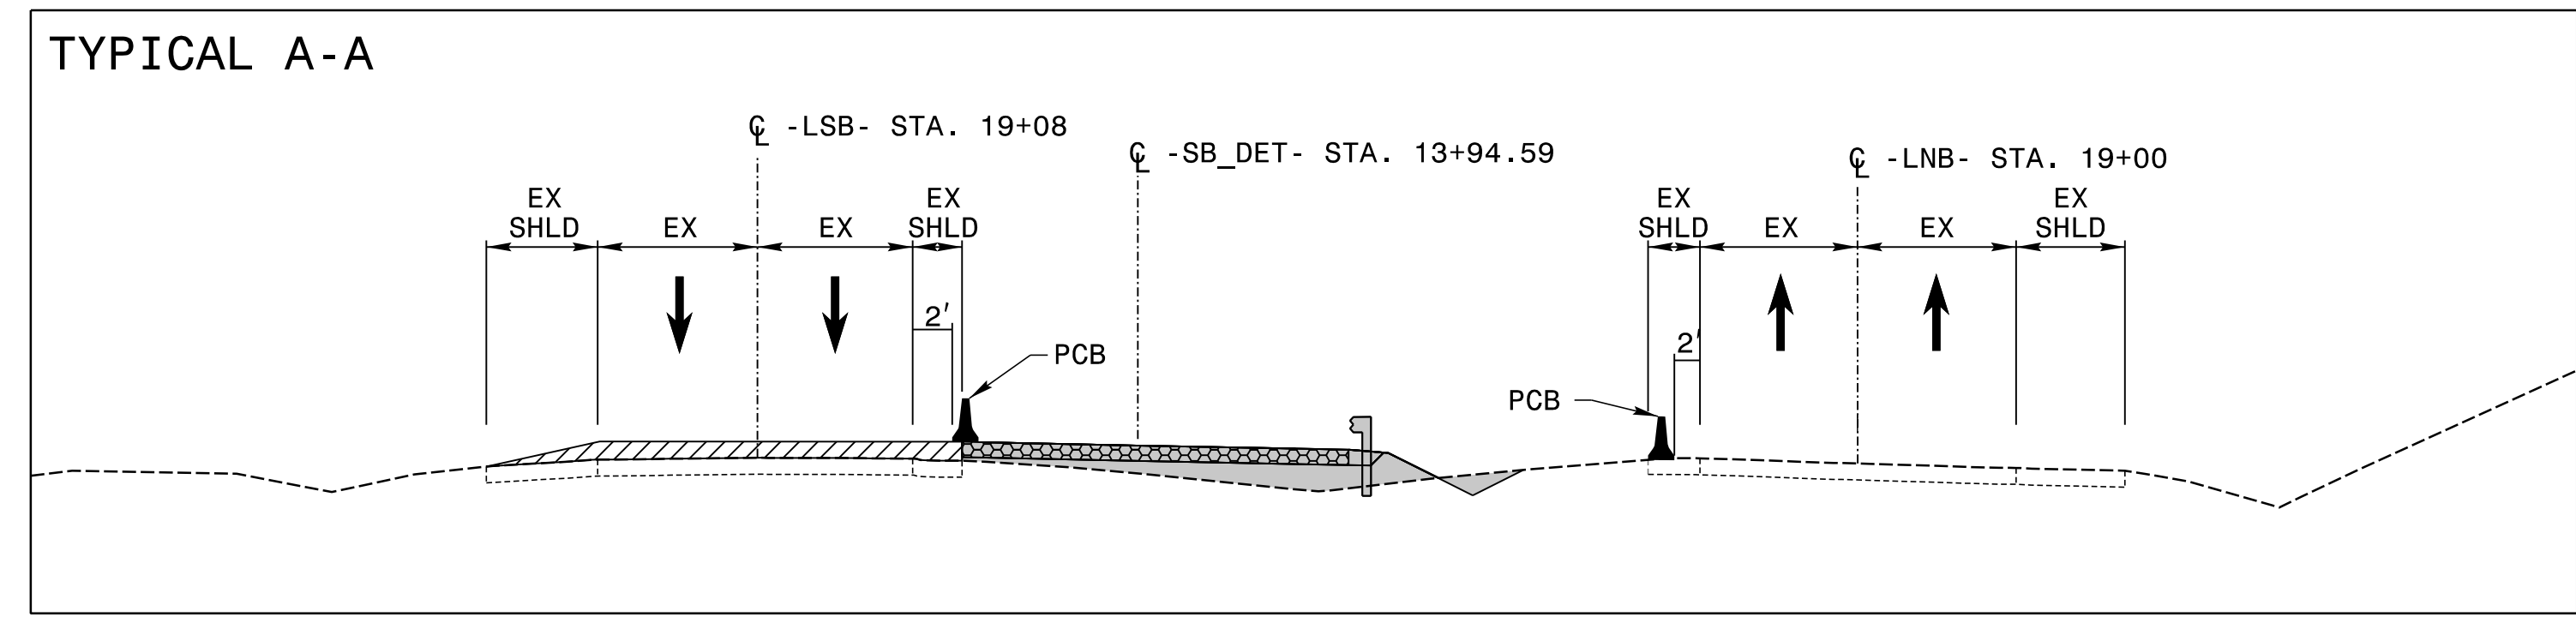 TYPICAL A-A
℄ -LSB- STA. 19+08
℄ -SB_DET- STA. 13+94.59
℄ -LNB- STA. 19+00
EX
SHLD
EX
EX
EX
SHLD
EX
SHLD
EX
EX
EX
SHLD
2'
2'
PCB
PCB